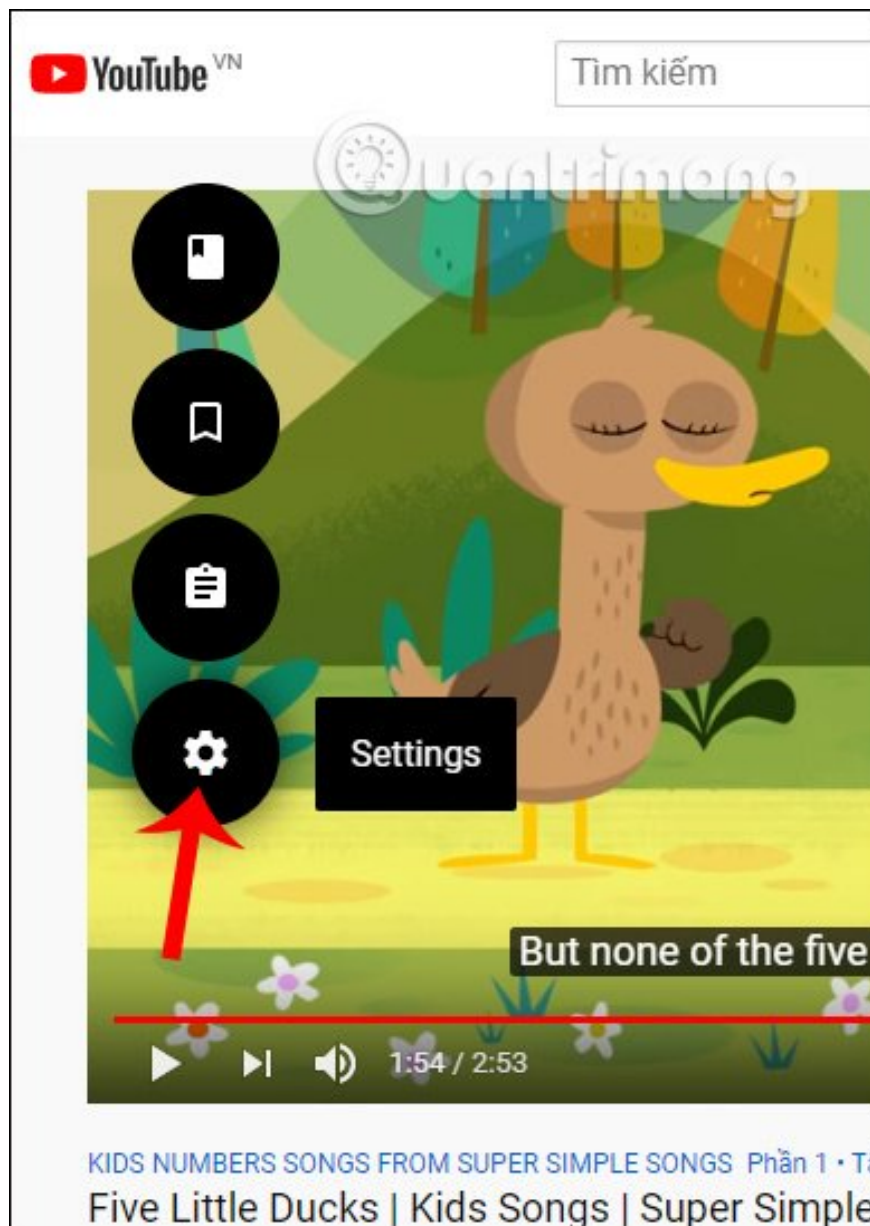 YouTube VN
Tìm kiếm
Quantrimang
Settings
But none of the five
1:54 / 2:53
KIDS NUMBERS SONGS FROM SUPER SIMPLE SONGS Phần 1 •
Five Little Ducks | Kids Songs | Super Simple